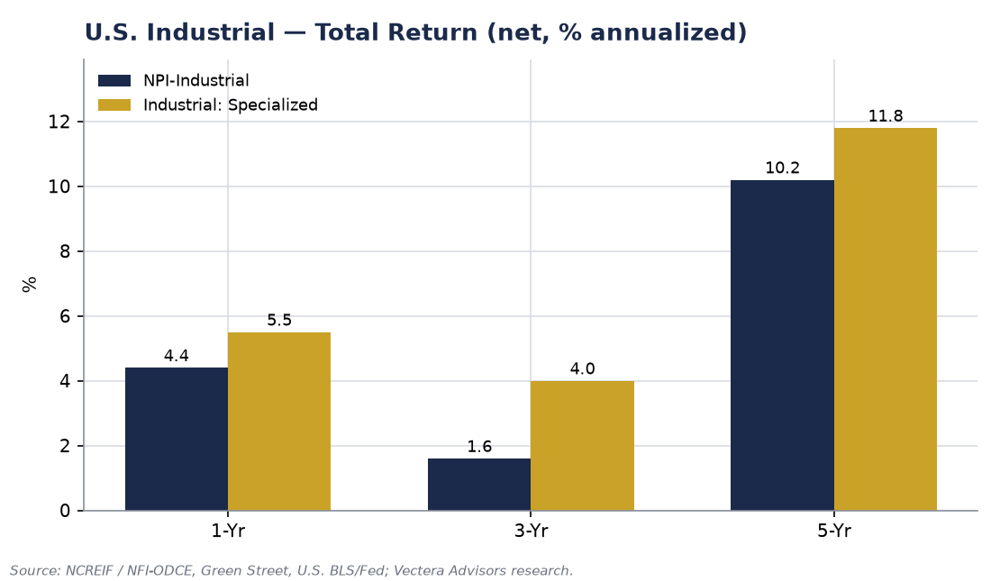 U.S. Industrial — Total Return (net, % annualized)
NPI-Industrial
Industrial: Specialized
%
12
10
8
6
4
2
0
4.4
5.5
1.6
4.0
10.2
11.8
1-Yr
3-Yr
5-Yr
Source: NCREIF / NFI-ODCE, Green Street, U.S. BLS/Fed; Vectera Advisors research.